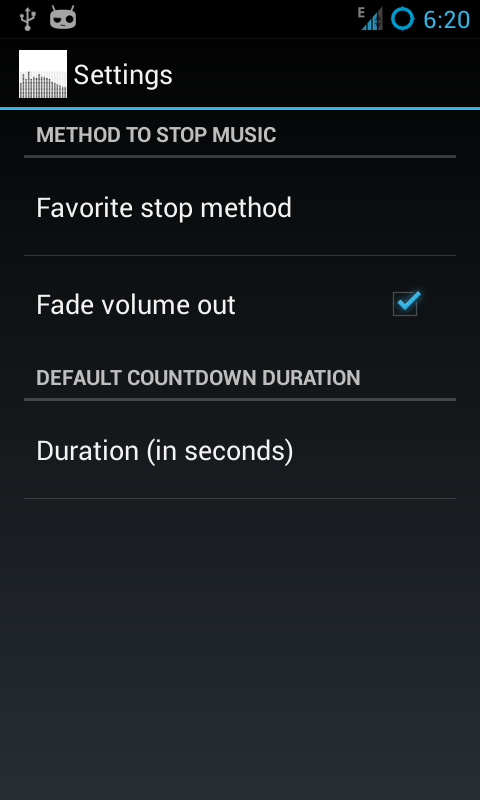 E 6:20
Settings
METHOD TO STOP MUSIC
Favorite stop method
Fade volume out
DEFAULT COUNTDOWN DURATION
Duration (in seconds)